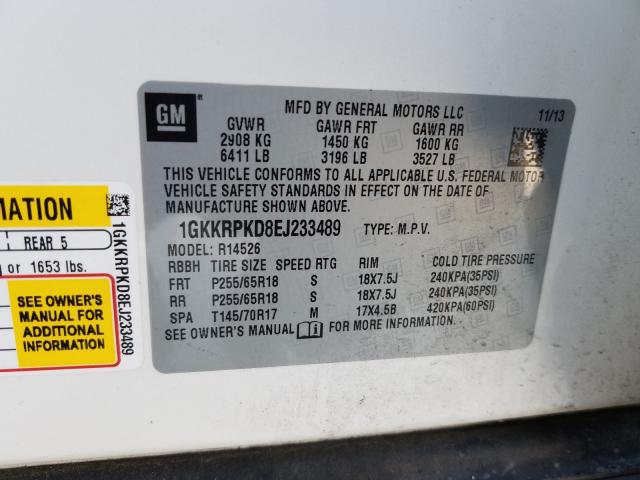 GM
MFD BY GENERAL MOTORS LLC 11/13
GVWR GAWR FRT GAWR RR
2908 KG 1450 KG 1600 KG
6411 LB 3196 LB 3527 LB
THIS VEHICLE CONFORMS TO ALL APPLICABLE U.S. FEDERAL MOTOR
VEHICLE SAFETY STANDARDS IN EFFECT ON THE DATE OF
MANUFACTURE SHOWN ABOVE.
1GKKRPKD8EJ233489 TYPE: M.P.V.
MODEL: R14526
RBBH TIRE SIZE SPEED RTG RIM COLD TIRE PRESSURE
FRT P255/65R18 S 18X7.5J 240KPA(35PSI)
RR P255/65R18 S 18X7.5J 240KPA(35PSI)
SPA T145/70R17 M 17X4.5B 420KPA(60PSI)
SEE OWNER'S MANUAL FOR MORE INFORMATION
MATION
REAR 5
or 1653 lbs.
SEE OWNER'S
MANUAL FOR
ADDITIONAL
INFORMATION
1GKKRPKD8EJ233489